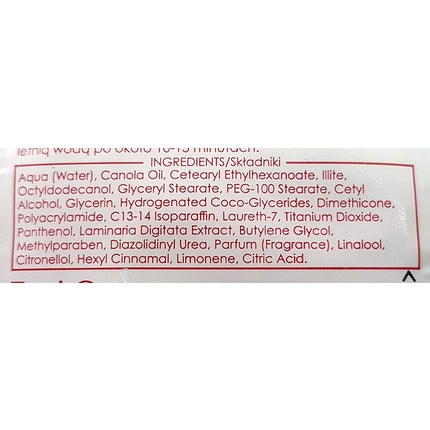 letnią wodą po około 10-15 minutach.
INGREDIENTS/Składniki
Aqua (Water), Canola Oil, Cetearyl Ethylhexanoate, Illite,
Octyldodecanol, Glyceryl Stearate, PEG-100 Stearate, Cetyl
Alcohol, Glycerin, Hydrogenated Coco-Glycerides, Dimethicone,
Polyacrylamide, C13-14 Isoparaffin, Laureth-7, Titanium Dioxide,
Panthenol, Laminaria Digitata Extract, Butylene Glycol,
Methylparaben, Diazolidinyl Urea, Parfum (Fragrance), Linalool,
Citronellol, Hexyl Cinnamal, Limonene, Citric Acid.